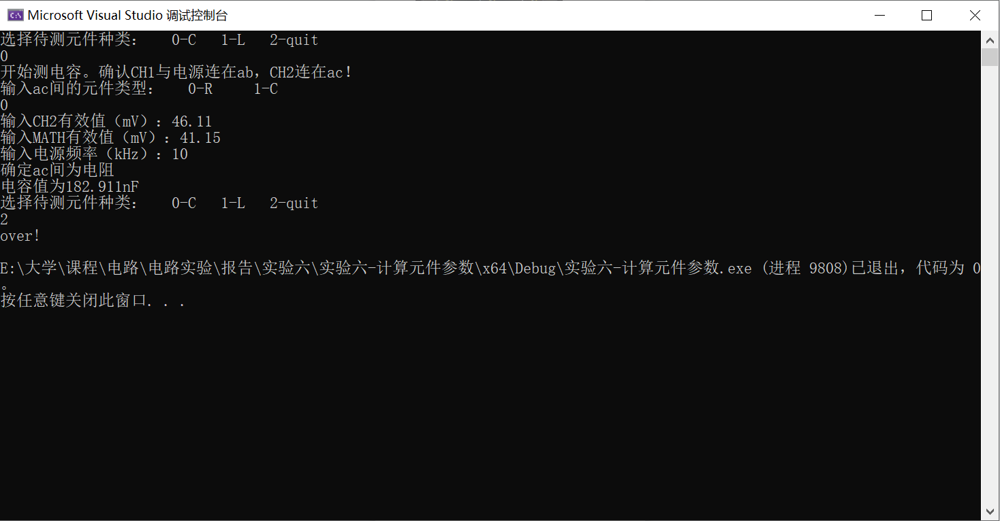 Microsoft Visual Studio 调试控制台
选择待测元件种类：  0-C   1-L   2-quit
0
开始测电容。确认CH1与电源连在ab，CH2连在ac!
输入ac间的元件类型：   0-R     1-C
0
输入CH2有效值（mV）：46.11
输入MATH有效值（mV）：41.15
输入电源频率（kHz）：10
确定ac间为电阻
电容值为182.911nF
选择待测元件种类：   0-C   1-L   2-quit
2
over!
E:\大学\课程\电路\电路实验\报告\实验六\实验六-计算元件参数\x64\Debug\实验六-计算元件参数.exe (进程 9808)已退出，代码为 0
。
按任意键关闭此窗口. . .